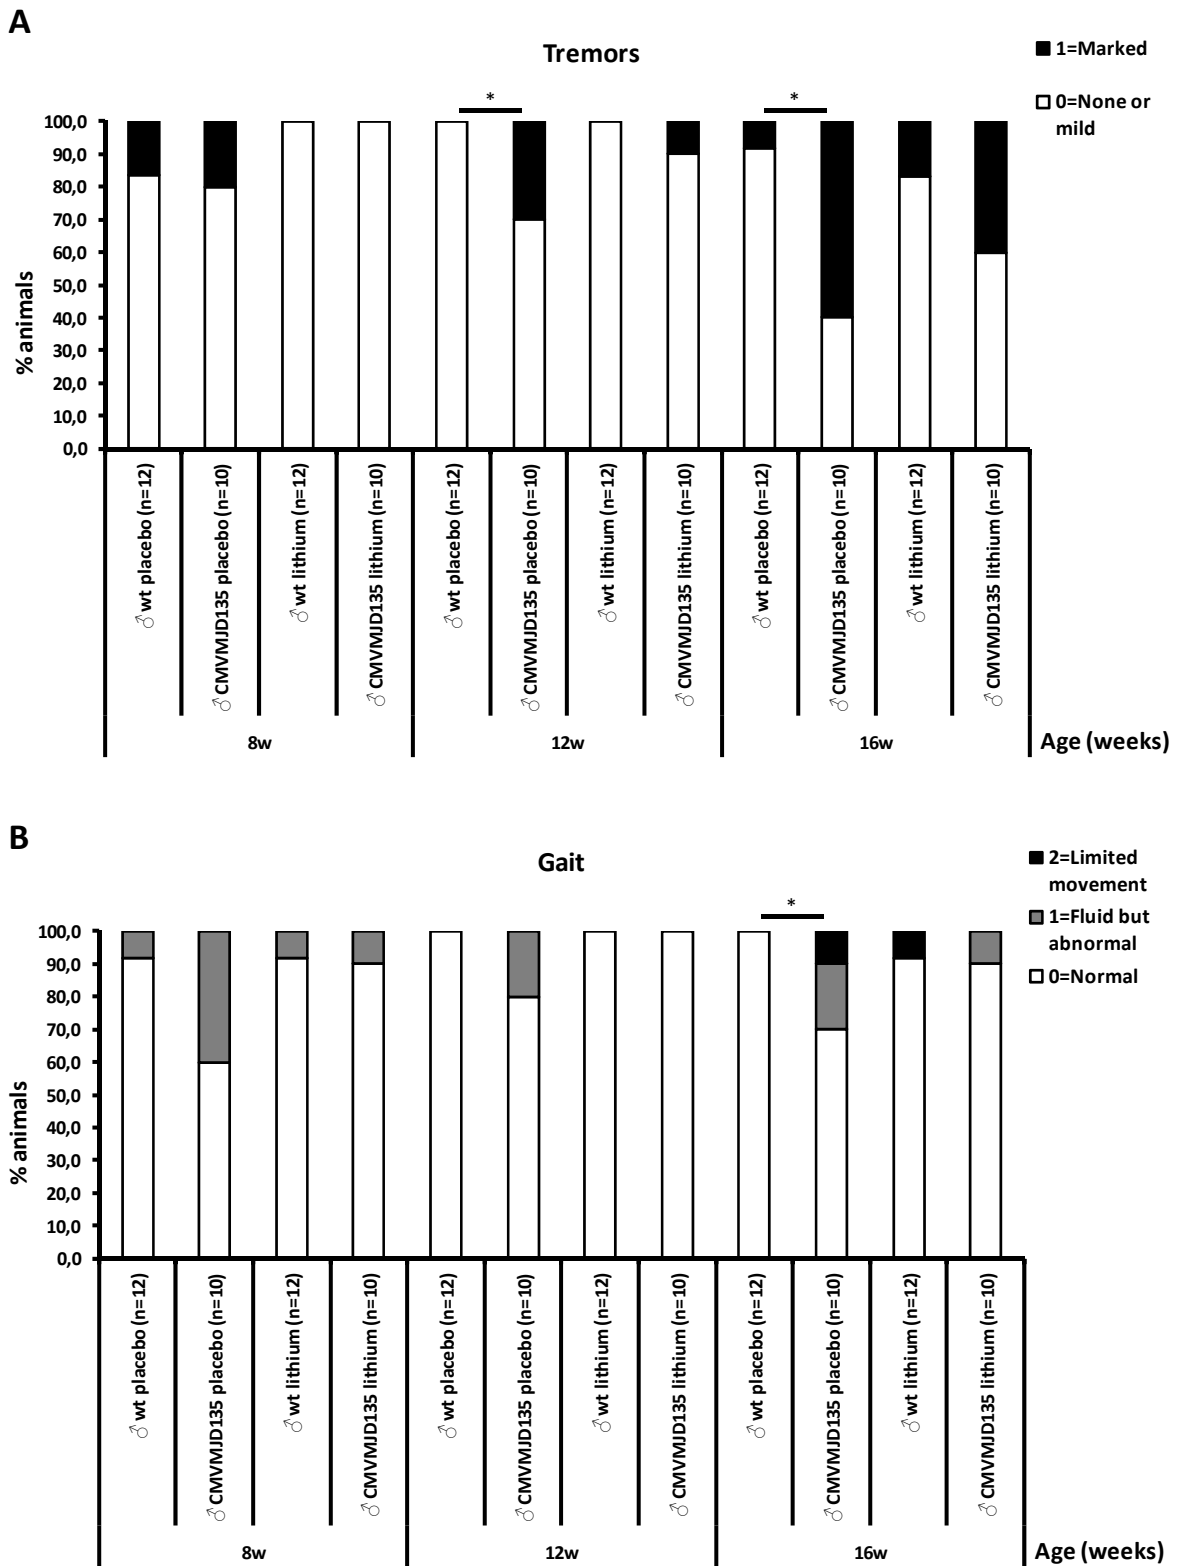 A
Tremors
1=Marked
0=None or
mild
*
*
100,0
90,0
80,0
70,0
60,0
50,0
40,0
30,0
20,0
10,0
0,0
% animals
♂wt placebo (n=12)
♂CMVMJD135 placebo (n=10)
♂wt lithium (n=12)
♂CMVMJD135 lithium (n=10)
♂wt placebo (n=12)
♂CMVMJD135 placebo (n=10)
♂wt lithium (n=12)
♂CMVMJD135 lithium (n=10)
♂wt placebo (n=12)
♂CMVMJD135 placebo (n=10)
♂wt lithium (n=12)
♂CMVMJD135 lithium (n=10)
8w
12w
16w
Age (weeks)
B
Gait
2=Limited
movement
1=Fluid but
abnormal
0=Normal
*
100,0
90,0
80,0
70,0
60,0
50,0
40,0
30,0
20,0
10,0
0,0
% animals
♂wt placebo (n=12)
♂CMVMJD135 placebo (n=10)
♂wt lithium (n=12)
♂CMVMJD135 lithium (n=10)
♂wt placebo (n=12)
♂CMVMJD135 placebo (n=10)
♂wt lithium (n=12)
♂CMVMJD135 lithium (n=10)
♂wt placebo (n=12)
♂CMVMJD135 placebo (n=10)
♂wt lithium (n=12)
♂CMVMJD135 lithium (n=10)
8w
12w
16w
Age (weeks)